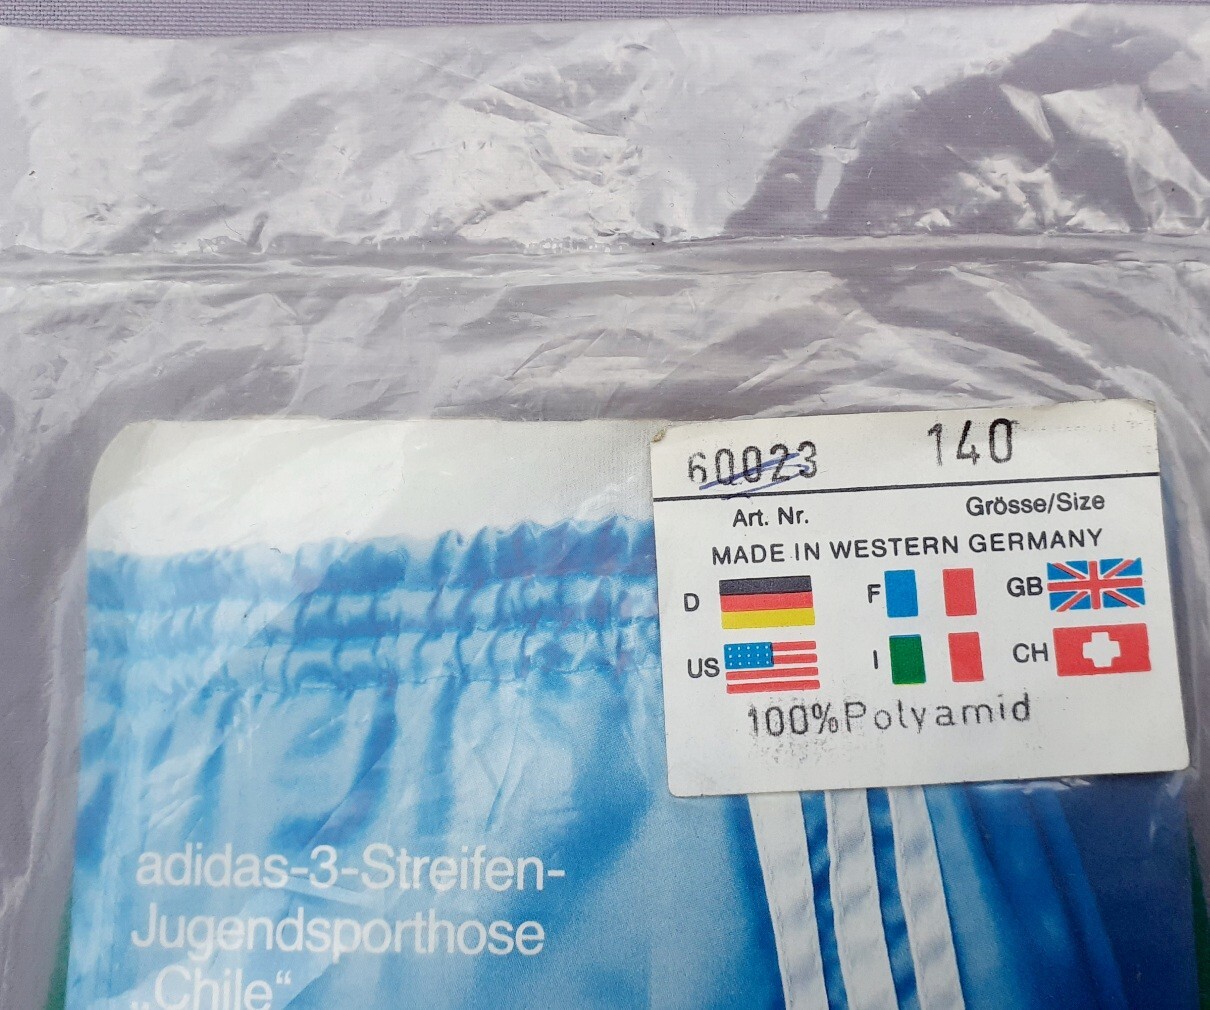 60023 140
Art. Nr. Grösse/Size
MADE IN WESTERN GERMANY
D F GB
US I CH
100%Polyamid
adidas-3-Streifen-
Jugendsporthose
„Chile“